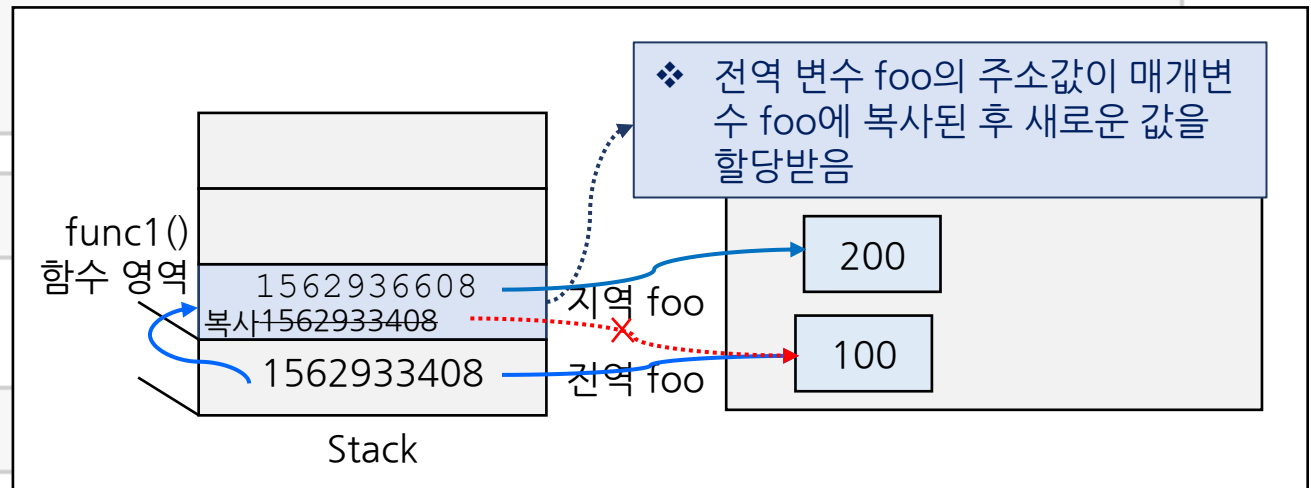 ❖ 전역 변수 foo의 주소값이 매개변
수 foo에 복사된 후 새로운 값을
할당받음
func1()
함수 영역
1562936608
복사1562933408
1562933408
지역 foo
전역 foo
200
100
Stack